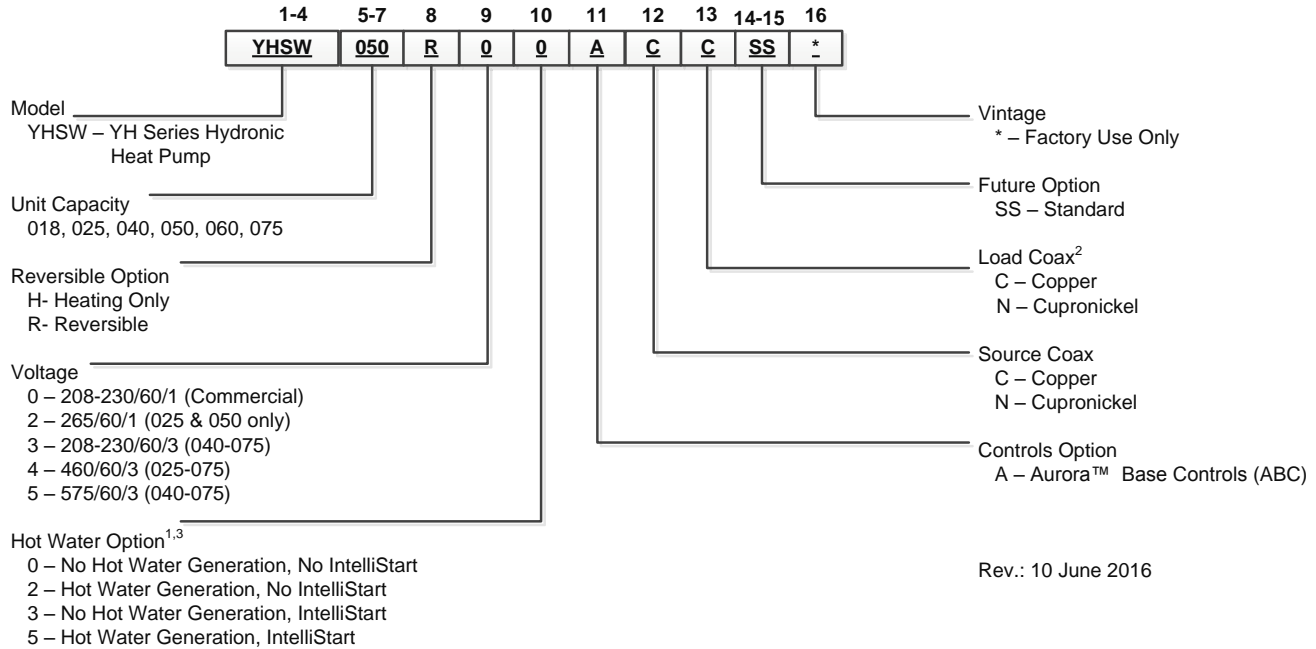 1-4 5-7 8 9 10 11 12 13 14-15 16
YHSW 050 R 0 0 A C C SS *
Model
YHSW – YH Series Hydronic
Heat Pump
Unit Capacity
018, 025, 040, 050, 060, 075
Reversible Option
H- Heating Only
R- Reversible
Voltage
0 – 208-230/60/1 (Commercial)
2 – 265/60/1 (025 & 050 only)
3 – 208-230/60/3 (040-075)
4 – 460/60/3 (025-075)
5 – 575/60/3 (040-075)
Hot Water Option1,3
0 – No Hot Water Generation, No IntelliStart
2 – Hot Water Generation, No IntelliStart
3 – No Hot Water Generation, IntelliStart
5 – Hot Water Generation, IntelliStart
Vintage
* – Factory Use Only
Future Option
SS – Standard
Load Coax2
C – Copper
N – Cupronickel
Source Coax
C – Copper
N – Cupronickel
Controls Option
A – Aurora™ Base Controls (ABC)
Rev.: 10 June 2016